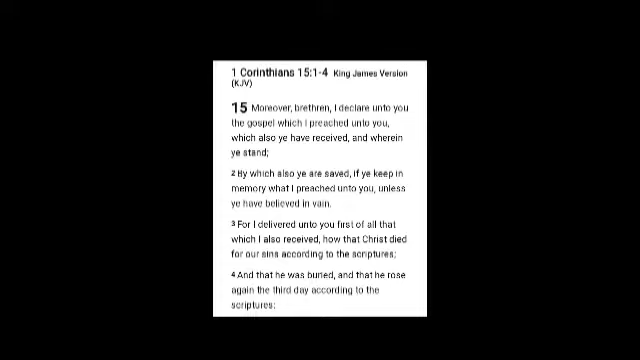 1 Corinthians 15:1-4 King James Version
(KJV)
15 Moreover, brethren, I declare unto you
the gospel which I preached unto you,
which also ye have received, and wherein
ye stand;
2 By which also ye are saved, if ye keep in
memory what I preached unto you, unless
ye have believed in vain.
3 For I delivered unto you first of all that
which I also received, how that Christ died
for our sins according to the scriptures;
4 And that he was buried, and that he rose
again the third day according to the
scriptures: